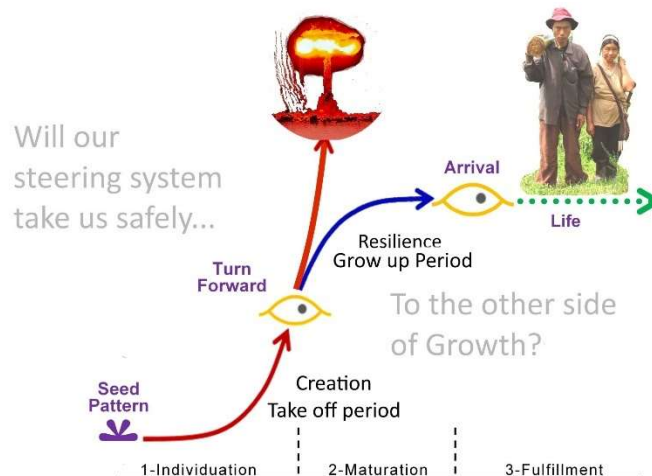 Will our
steering system
take us safely...
Arrival
Life
Resilience
Grow up Period
Turn
Forward
To the other side
of Growth?
Seed
Pattern
Creation
Take off period
1-Individuation
2-Maturation
3-Fulfillment